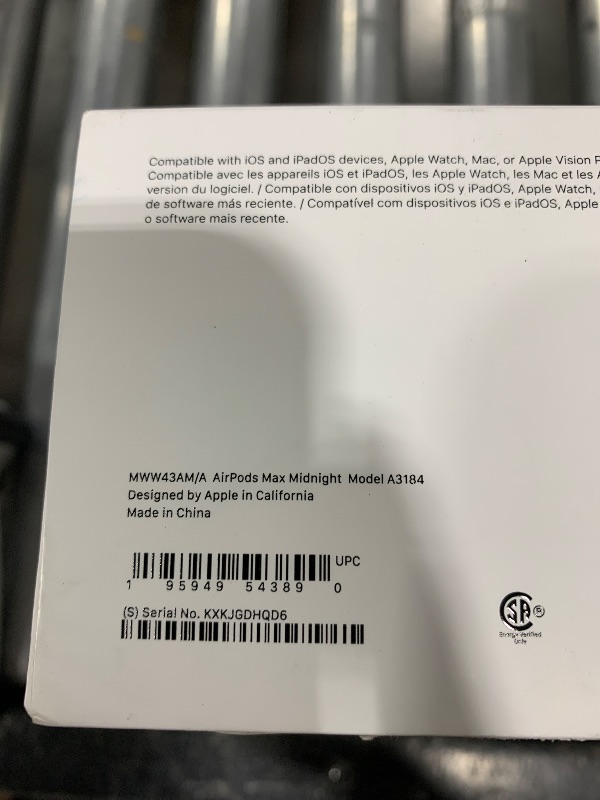 Compatible with iOS and iPadOS devices, Apple Watch, Mac, or Apple Vision
Compatible avec les appareils iOS et iPadOS, les Apple Watch, les Mac et les
version du logiciel. / Compatible con dispositivos iOS y iPadOS, Apple Watch,
de software más reciente. / Compatível com dispositivos iOS e iPadOS, Apple
o software mais recente.
MWW43AM/A AirPods Max Midnight Model A3184
Designed by Apple in California
Made in China
UPC
1 95949 54389 0
(S) Serial No. KXKJGDHQD6
SA
Energy Verified